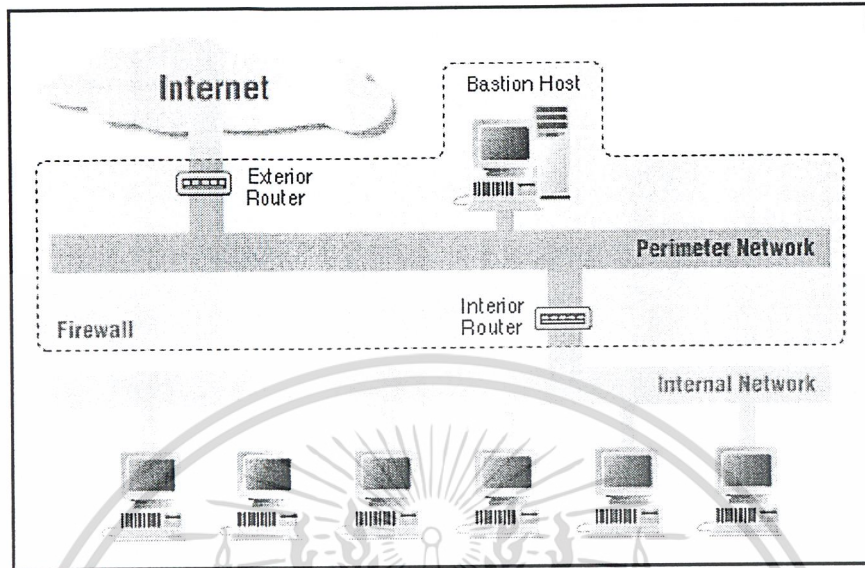 Internet
Bastion Host
Exterior
Router
Perimeter Network
Interior
Router
Firewall
Internal Network